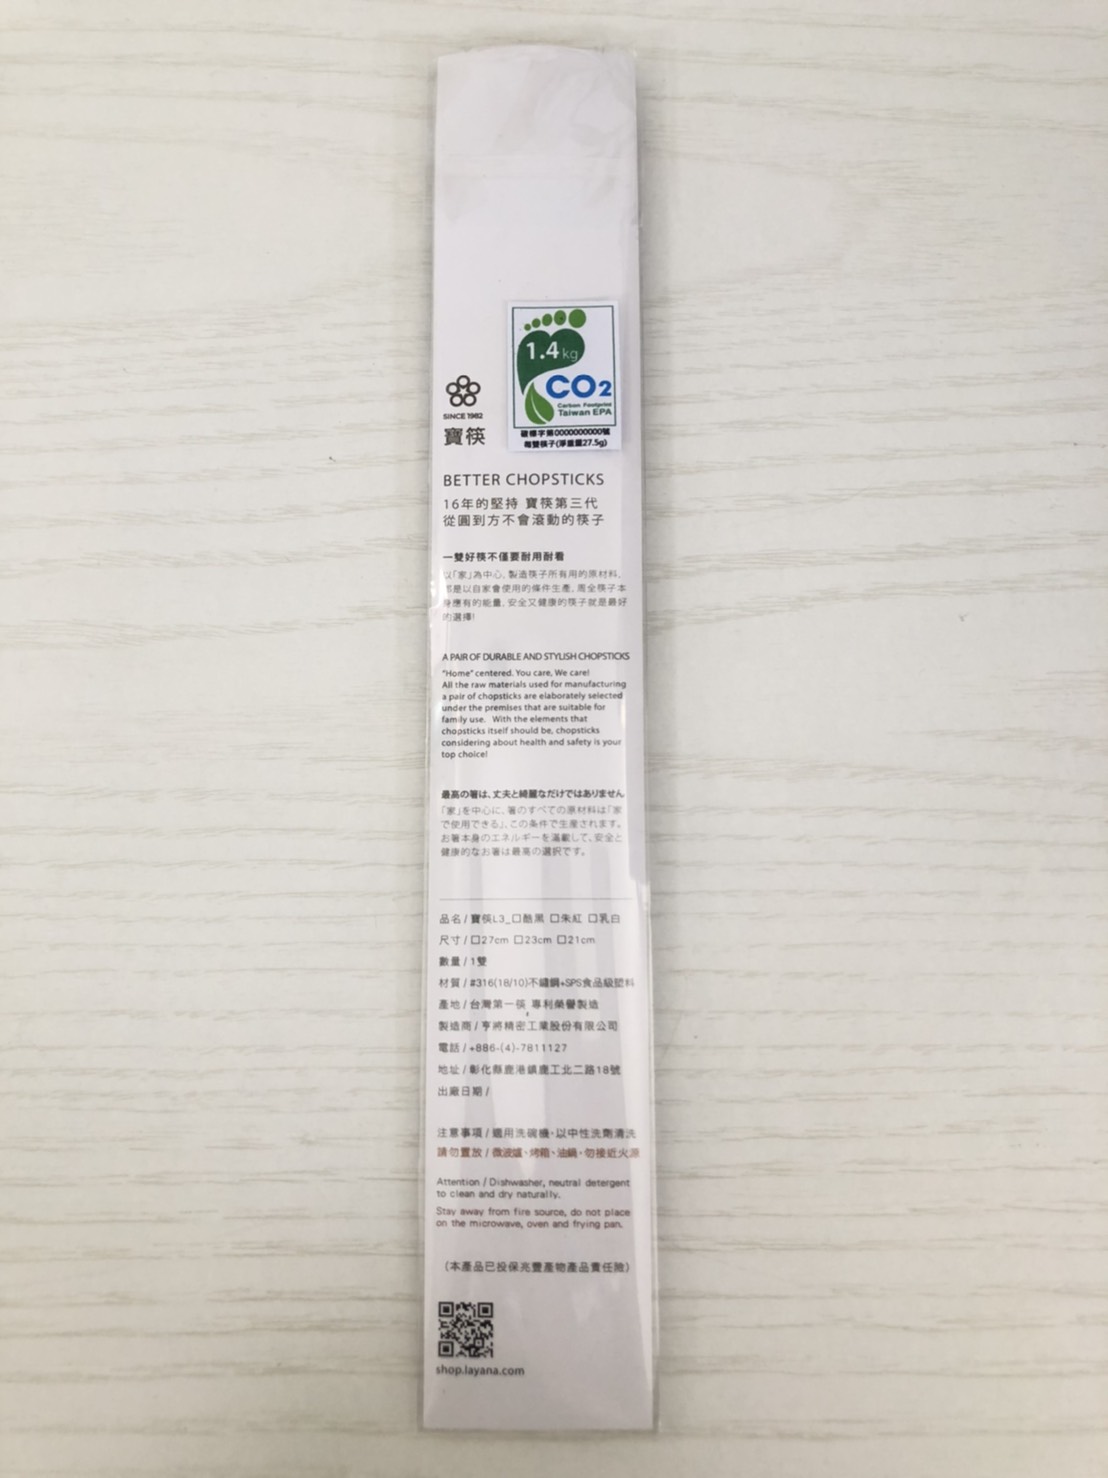 1.4kg
CO2
Carbon Footprint
Taiwan EPA
碳標字第0000000000號
每雙筷子(淨重量27.5g)
SINCE 1982
寶筷
BETTER CHOPSTICKS
16年的堅持 寶筷第三代
從圓到方不會滾動的筷子
一雙好筷不僅要耐用耐看
以「家」為中心,製造筷子所有用的原材料,
都是以自家會使用的條件生產,周全筷子本
身應有的能量,安全又健康的筷子就是最好
的選擇!
A PAIR OF DURABLE AND STYLISH CHOPSTICKS
"Home" centered. You care, We care!
All the raw materials used for manufacturing
a pair of chopsticks are elaborately selected
under the premises that are suitable for
family use. With the elements that
chopsticks itself should be, chopsticks
considering about health and safety is your
top choice!
最高の箸は、丈夫と綺麗なだけではありません
「家」を中心に、箸のすべての原材料は「家
で使用できる」、この条件で生産されます。
お箸本身のエネルギーを満載して、安全と
健康的なお箸は最高の選択です。
品名/寶筷L3_☐酷黑 ☐朱紅 ☐乳白
尺寸/☐27cm ☐23cm ☐21cm
數量/1雙
材質/#316(18/10)不鏽鋼+SPS食品級塑料
產地/台灣第一筷 專利榮譽製造
製造商/亨將精密工業股份有限公司
電話/+886-(4)-7811127
地址/彰化縣鹿港鎮鹿工北二路18號
出廠日期/
注意事項/適用洗碗機,以中性洗劑清洗
請勿置放/微波爐、烤箱、油鍋,勿接近火源
Attention / Dishwasher, neutral detergent
to clean and dry naturally.
Stay away from fire source, do not place
on the microwave, oven and frying pan.
(本產品已投保兆豐產物產品責任險)
shop.layana.com